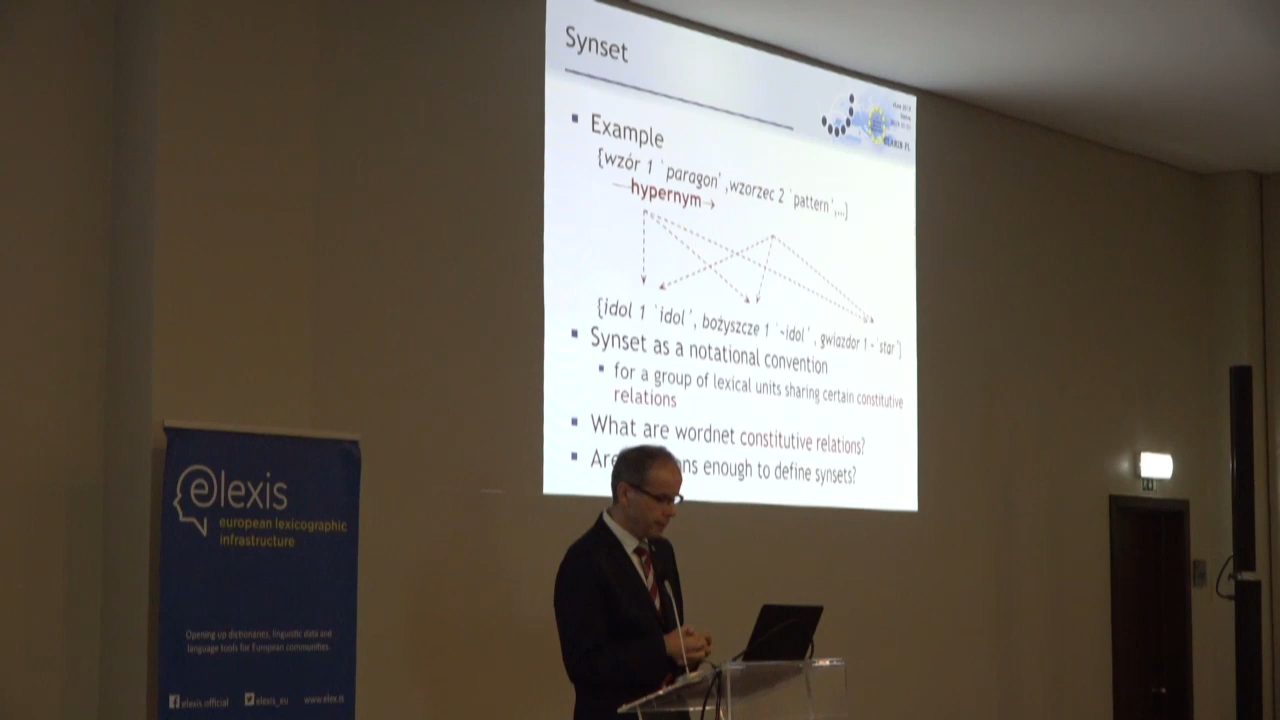 Synset
eLex 2019
CLARIN-PL
Example
{wzór 1 `paragon' ,wzorzec 2 `pattern',…}
—hypernym→
{idol 1 `idol', bożyszcze 1 `~idol' , gwiazdor 1 ~`star'}
Synset as a notational convention
for a group of lexical units sharing certain constitutive
relations
What are wordnet constitutive relations?
Are ns enough to define synsets?
elexis
european lexicographic
infrastructure
Opening up dictionaries, linguistic data and
language tools for European communities.
elexis.official elexis_eu www.elex.is